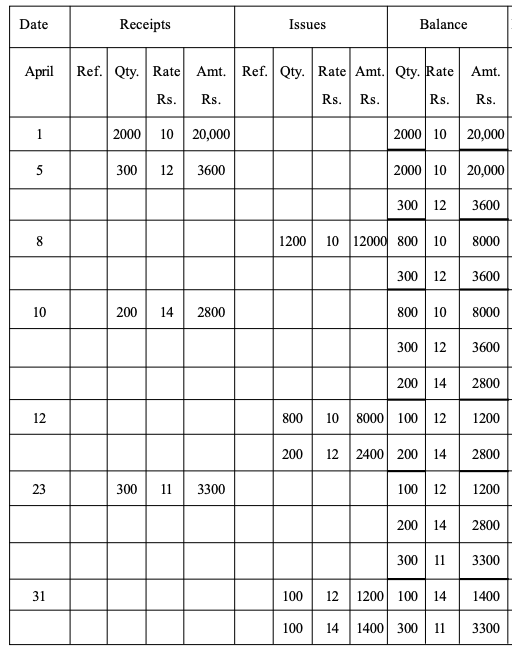 Date Receipts Issues Balance
April Ref. Qty. Rate Amt. Ref. Qty. Rate Amt. Qty. Rate Amt.
Rs. Rs. Rs. Rs. Rs. Rs.
1 2000 10 20,000 2000 10 20,000
5 300 12 3600 2000 10 20,000
300 12 3600
8 1200 10 12000 800 10 8000
300 12 3600
10 200 14 2800 800 10 8000
300 12 3600
200 14 2800
12 800 10 8000 100 12 1200
200 12 2400 200 14 2800
23 300 11 3300 100 12 1200
200 14 2800
300 11 3300
31 100 12 1200 100 14 1400
100 14 1400 300 11 3300